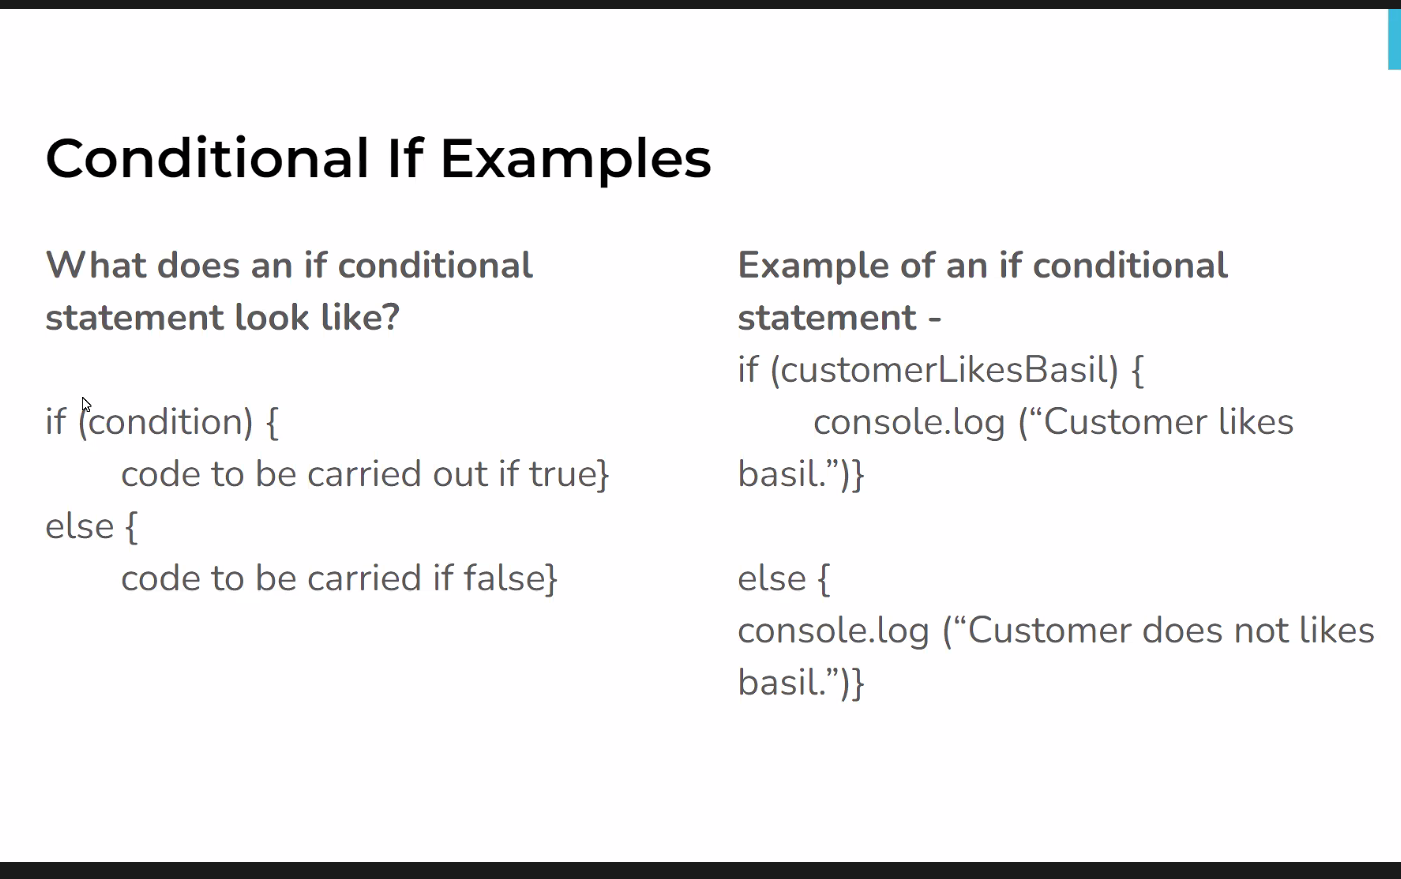 Conditional If Examples
What does an if conditional
statement look like?
if (condition) {
code to be carried out if true}
else {
code to be carried if false}
Example of an if conditional
statement -
if (customerLikesBasil) {
console.log (“Customer likes
basil.”)}
else {
console.log (“Customer does not likes
basil.”)}